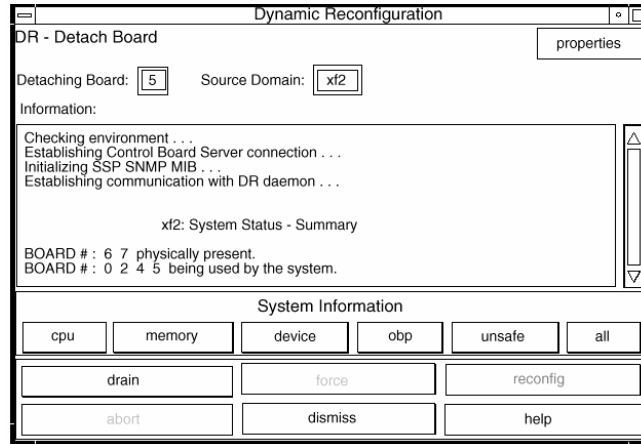 Dynamic Reconfiguration
DR - Detach Board
properties
Detaching Board: 5 Source Domain: xf2
Information:
Checking environment . . .
Establishing Control Board Server connection . . .
Initializing SSP SNMP MIB . . .
Establishing communication with DR daemon . . .
xf2: System Status - Summary
BOARD # : 6 7 physically present.
BOARD # : 0 2 4 5 being used by the system.
System Information
cpu memory device obp unsafe all
drain force reconfig
abort dismiss help